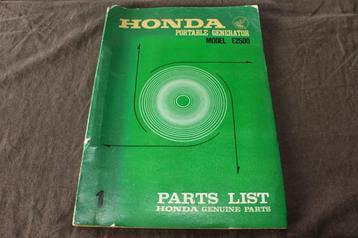 HONDA
PORTABLE GENERATOR
MODEL E2500
1
PARTS LIST
HONDA GENUINE PARTS